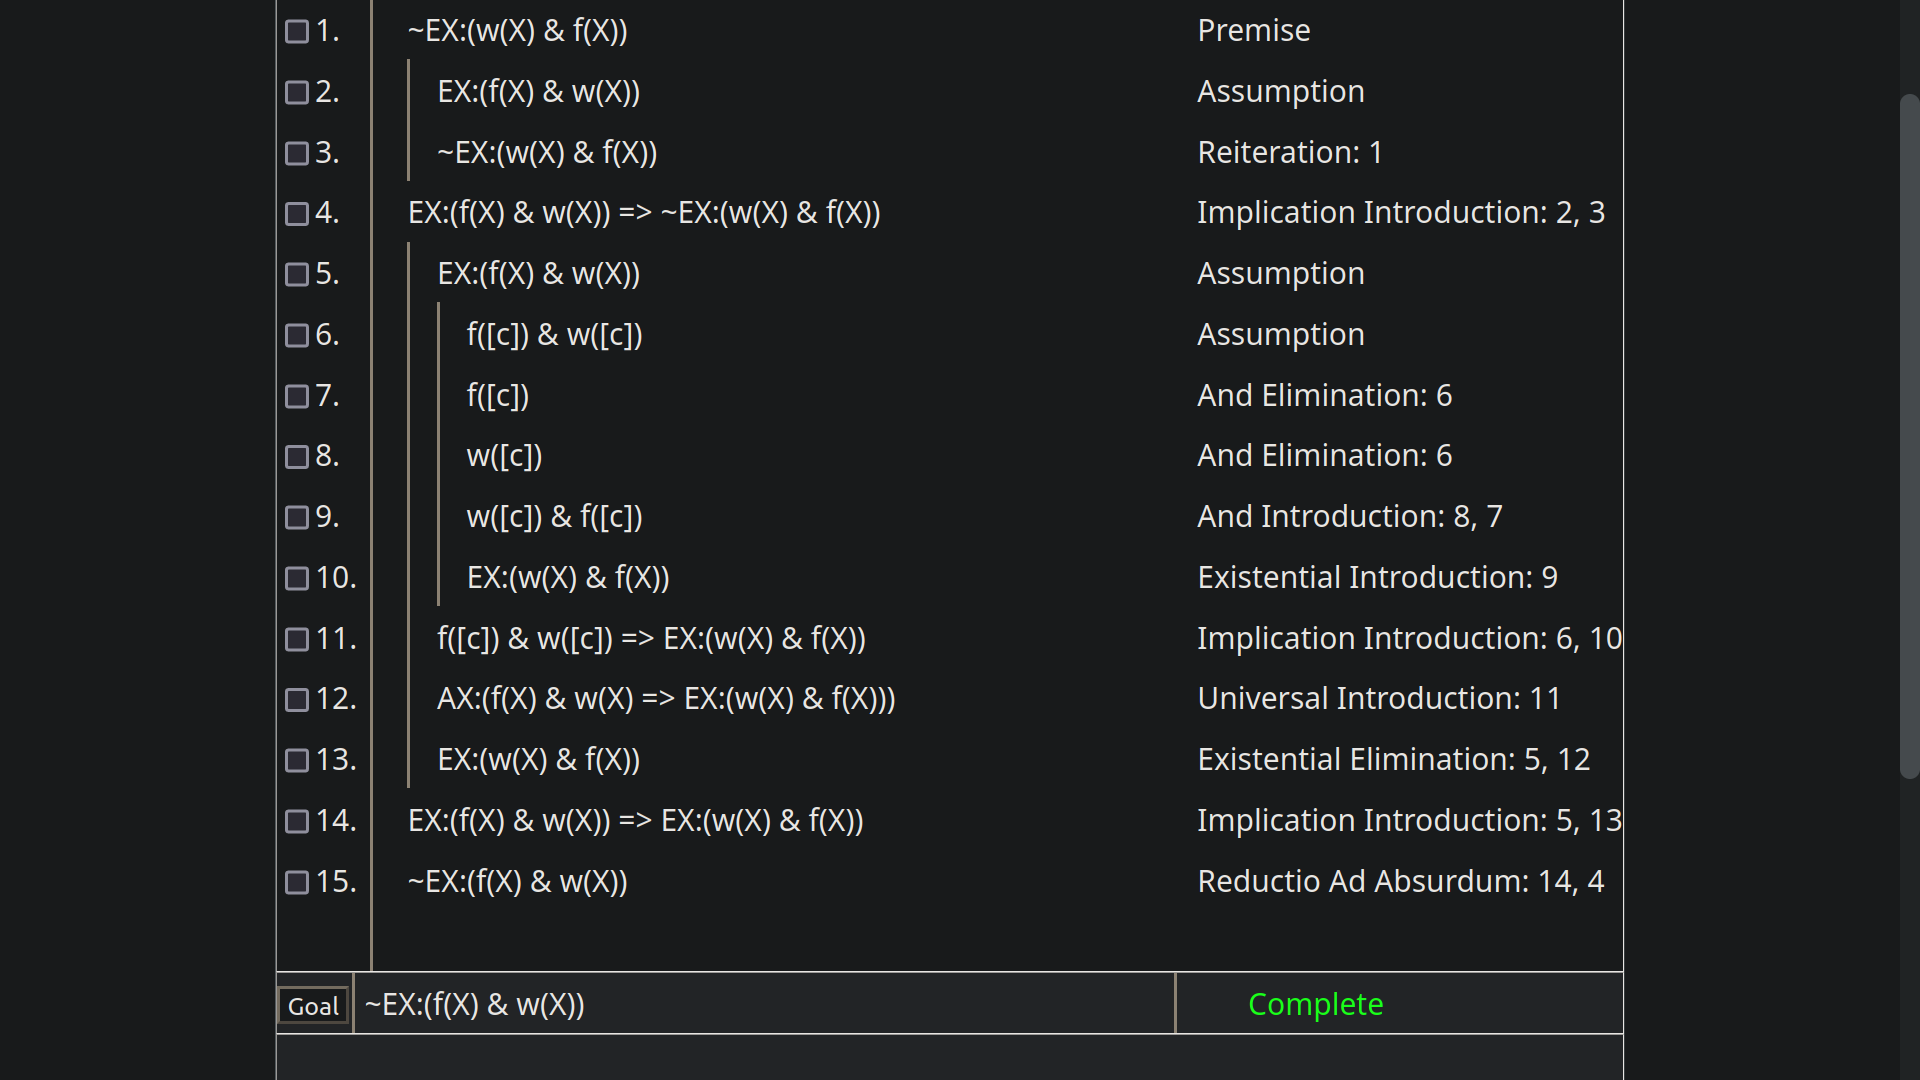 1. ~EX:(w(X) & f(X)) Premise
2. EX:(f(X) & w(X)) Assumption
3. ~EX:(w(X) & f(X)) Reiteration: 1
4. EX:(f(X) & w(X)) => ~EX:(w(X) & f(X)) Implication Introduction: 2, 3
5. EX:(f(X) & w(X)) Assumption
6. f([c]) & w([c]) Assumption
7. f([c]) And Elimination: 6
8. w([c]) And Elimination: 6
9. w([c]) & f([c]) And Introduction: 8, 7
10. EX:(w(X) & f(X)) Existential Introduction: 9
11. f([c]) & w([c]) => EX:(w(X) & f(X)) Implication Introduction: 6, 10
12. AX:(f(X) & w(X) => EX:(w(X) & f(X))) Universal Introduction: 11
13. EX:(w(X) & f(X)) Existential Elimination: 5, 12
14. EX:(f(X) & w(X)) => EX:(w(X) & f(X)) Implication Introduction: 5, 13
15. ~EX:(f(X) & w(X)) Reductio Ad Absurdum: 14, 4
Goal ~EX:(f(X) & w(X)) Complete